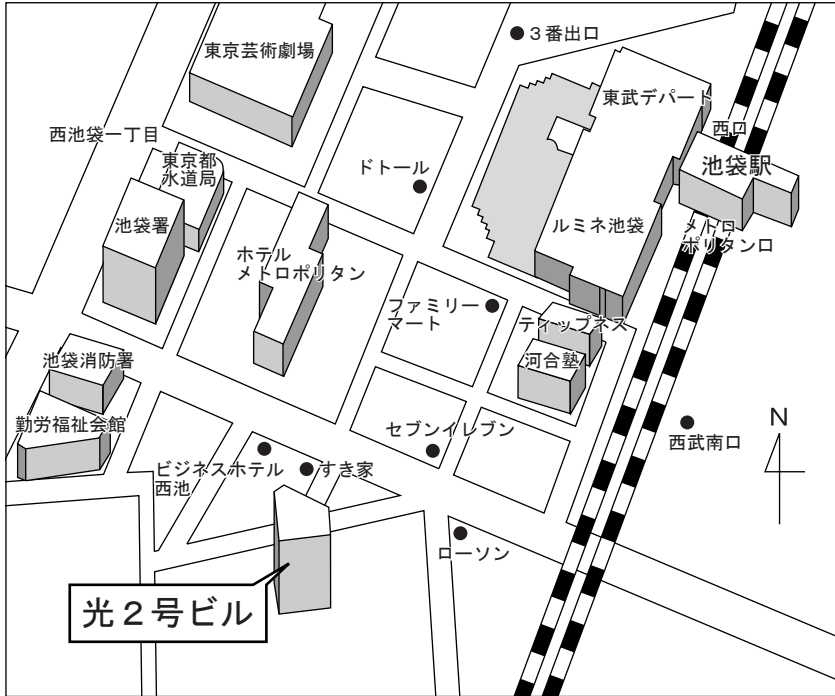 ３番出口
東京芸術劇場
東武デパート
西池袋一丁目
西口
池袋駅
東京都
水道局
ドトール
池袋署
ホテル
メトロポリタン
ルミネ池袋
メトロ
ポリタン口
ファミリー
マート
ティップネス
池袋消防署
河合塾
勤労福祉会館
セブンイレブン
西武南口
N
ビジネスホテル
西池
すき家
ローソン
光２号ビル